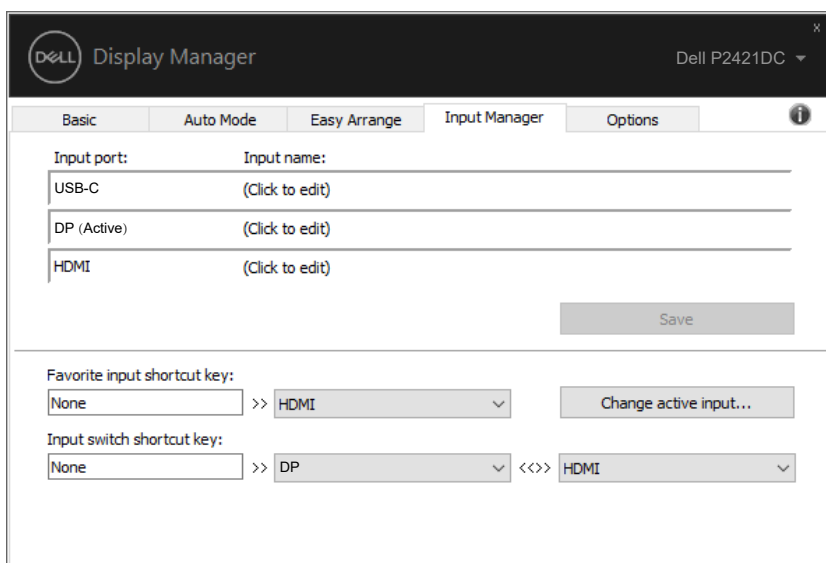 x
DELL Display Manager Dell P2421DC
Basic Auto Mode Easy Arrange Input Manager Options i
Input port: Input name:
USB-C (Click to edit)
DP (Active) (Click to edit)
HDMI (Click to edit)
Save
Favorite input shortcut key:
None >> HDMI Change active input...
Input switch shortcut key:
None >> DP <<>> HDMI